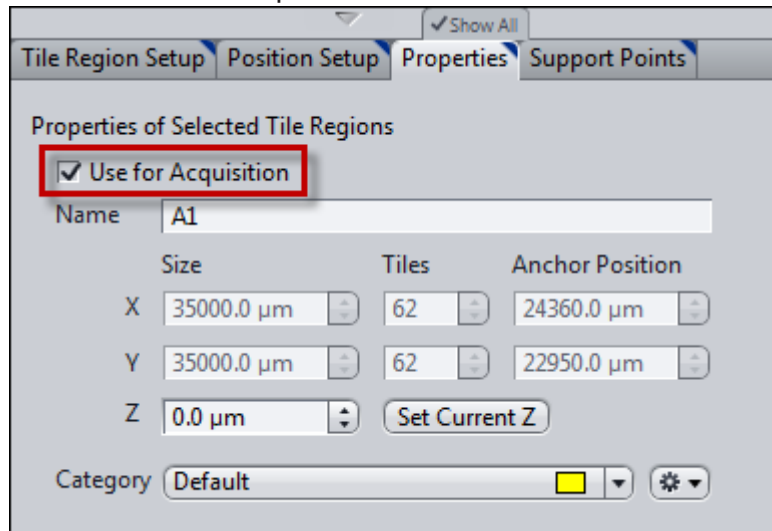 Show All
Tile Region Setup Position Setup Properties Support Points
Properties of Selected Tile Regions
Use for Acquisition
Name A1
Size Tiles Anchor Position
X 35000.0 µm 62 24360.0 µm
Y 35000.0 µm 62 22950.0 µm
Z 0.0 µm Set Current Z
Category Default